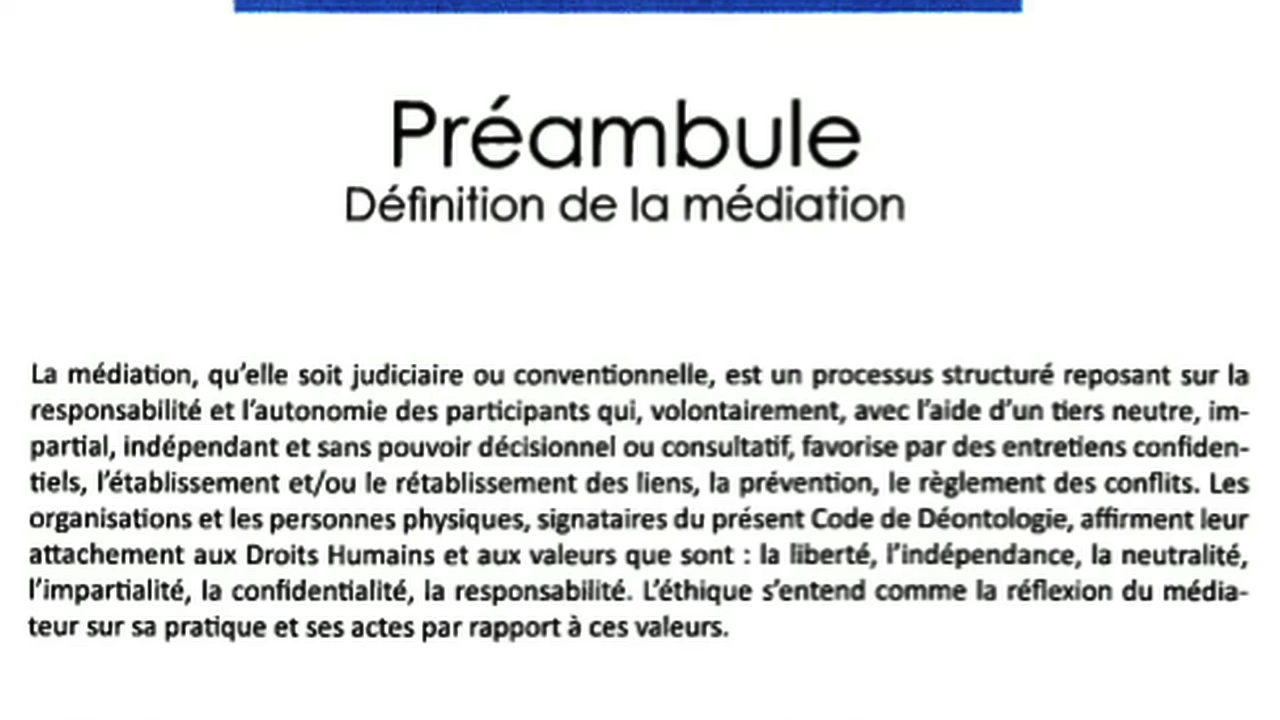 Préambule
Définition de la médiation
La médiation, qu’elle soit judiciaire ou conventionnelle, est un processus structuré reposant sur la
responsabilité et l’autonomie des participants qui, volontairement, avec l’aide d’un tiers neutre, im-
partial, indépendant et sans pouvoir décisionnel ou consultatif, favorise par des entretiens confiden-
tiels, l’établissement et/ou le rétablissement des liens, la prévention, le règlement des conflits. Les
organisations et les personnes physiques, signataires du présent Code de Déontologie, affirment leur
attachement aux Droits Humains et aux valeurs que sont : la liberté, l’indépendance, la neutralité,
l’impartialité, la confidentialité, la responsabilité. L’éthique s’entend comme la réflexion du média-
teur sur sa pratique et ses actes par rapport à ces valeurs.